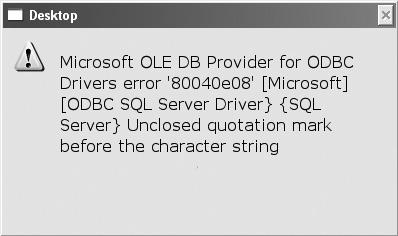 Desktop
Microsoft OLE DB Provider for ODBC
Drivers error '80040e08' [Microsoft]
[ODBC SQL Server Driver} {SQL
Server} Unclosed quotation mark
before the character string